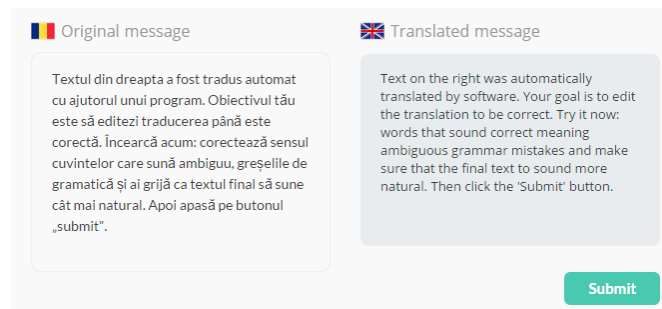 Original message
Textul din dreapta a fost tradus automat
cu ajutorul unui program. Obiectivul tău
este să editezi traducerea până este
corectă. Încearcă acum: corectează sensul
cuvintelor care sună ambiguu, greșelile de
gramatică și ai grijă ca textul final să sune
cât mai natural. Apoi apasă pe butonul
„submit”.
Translated message
Text on the right was automatically
translated by software. Your goal is to edit
the translation to be correct. Try it now:
words that sound correct meaning
ambiguous grammar mistakes and make
sure that the final text to sound more
natural. Then click the 'Submit' button.
Submit